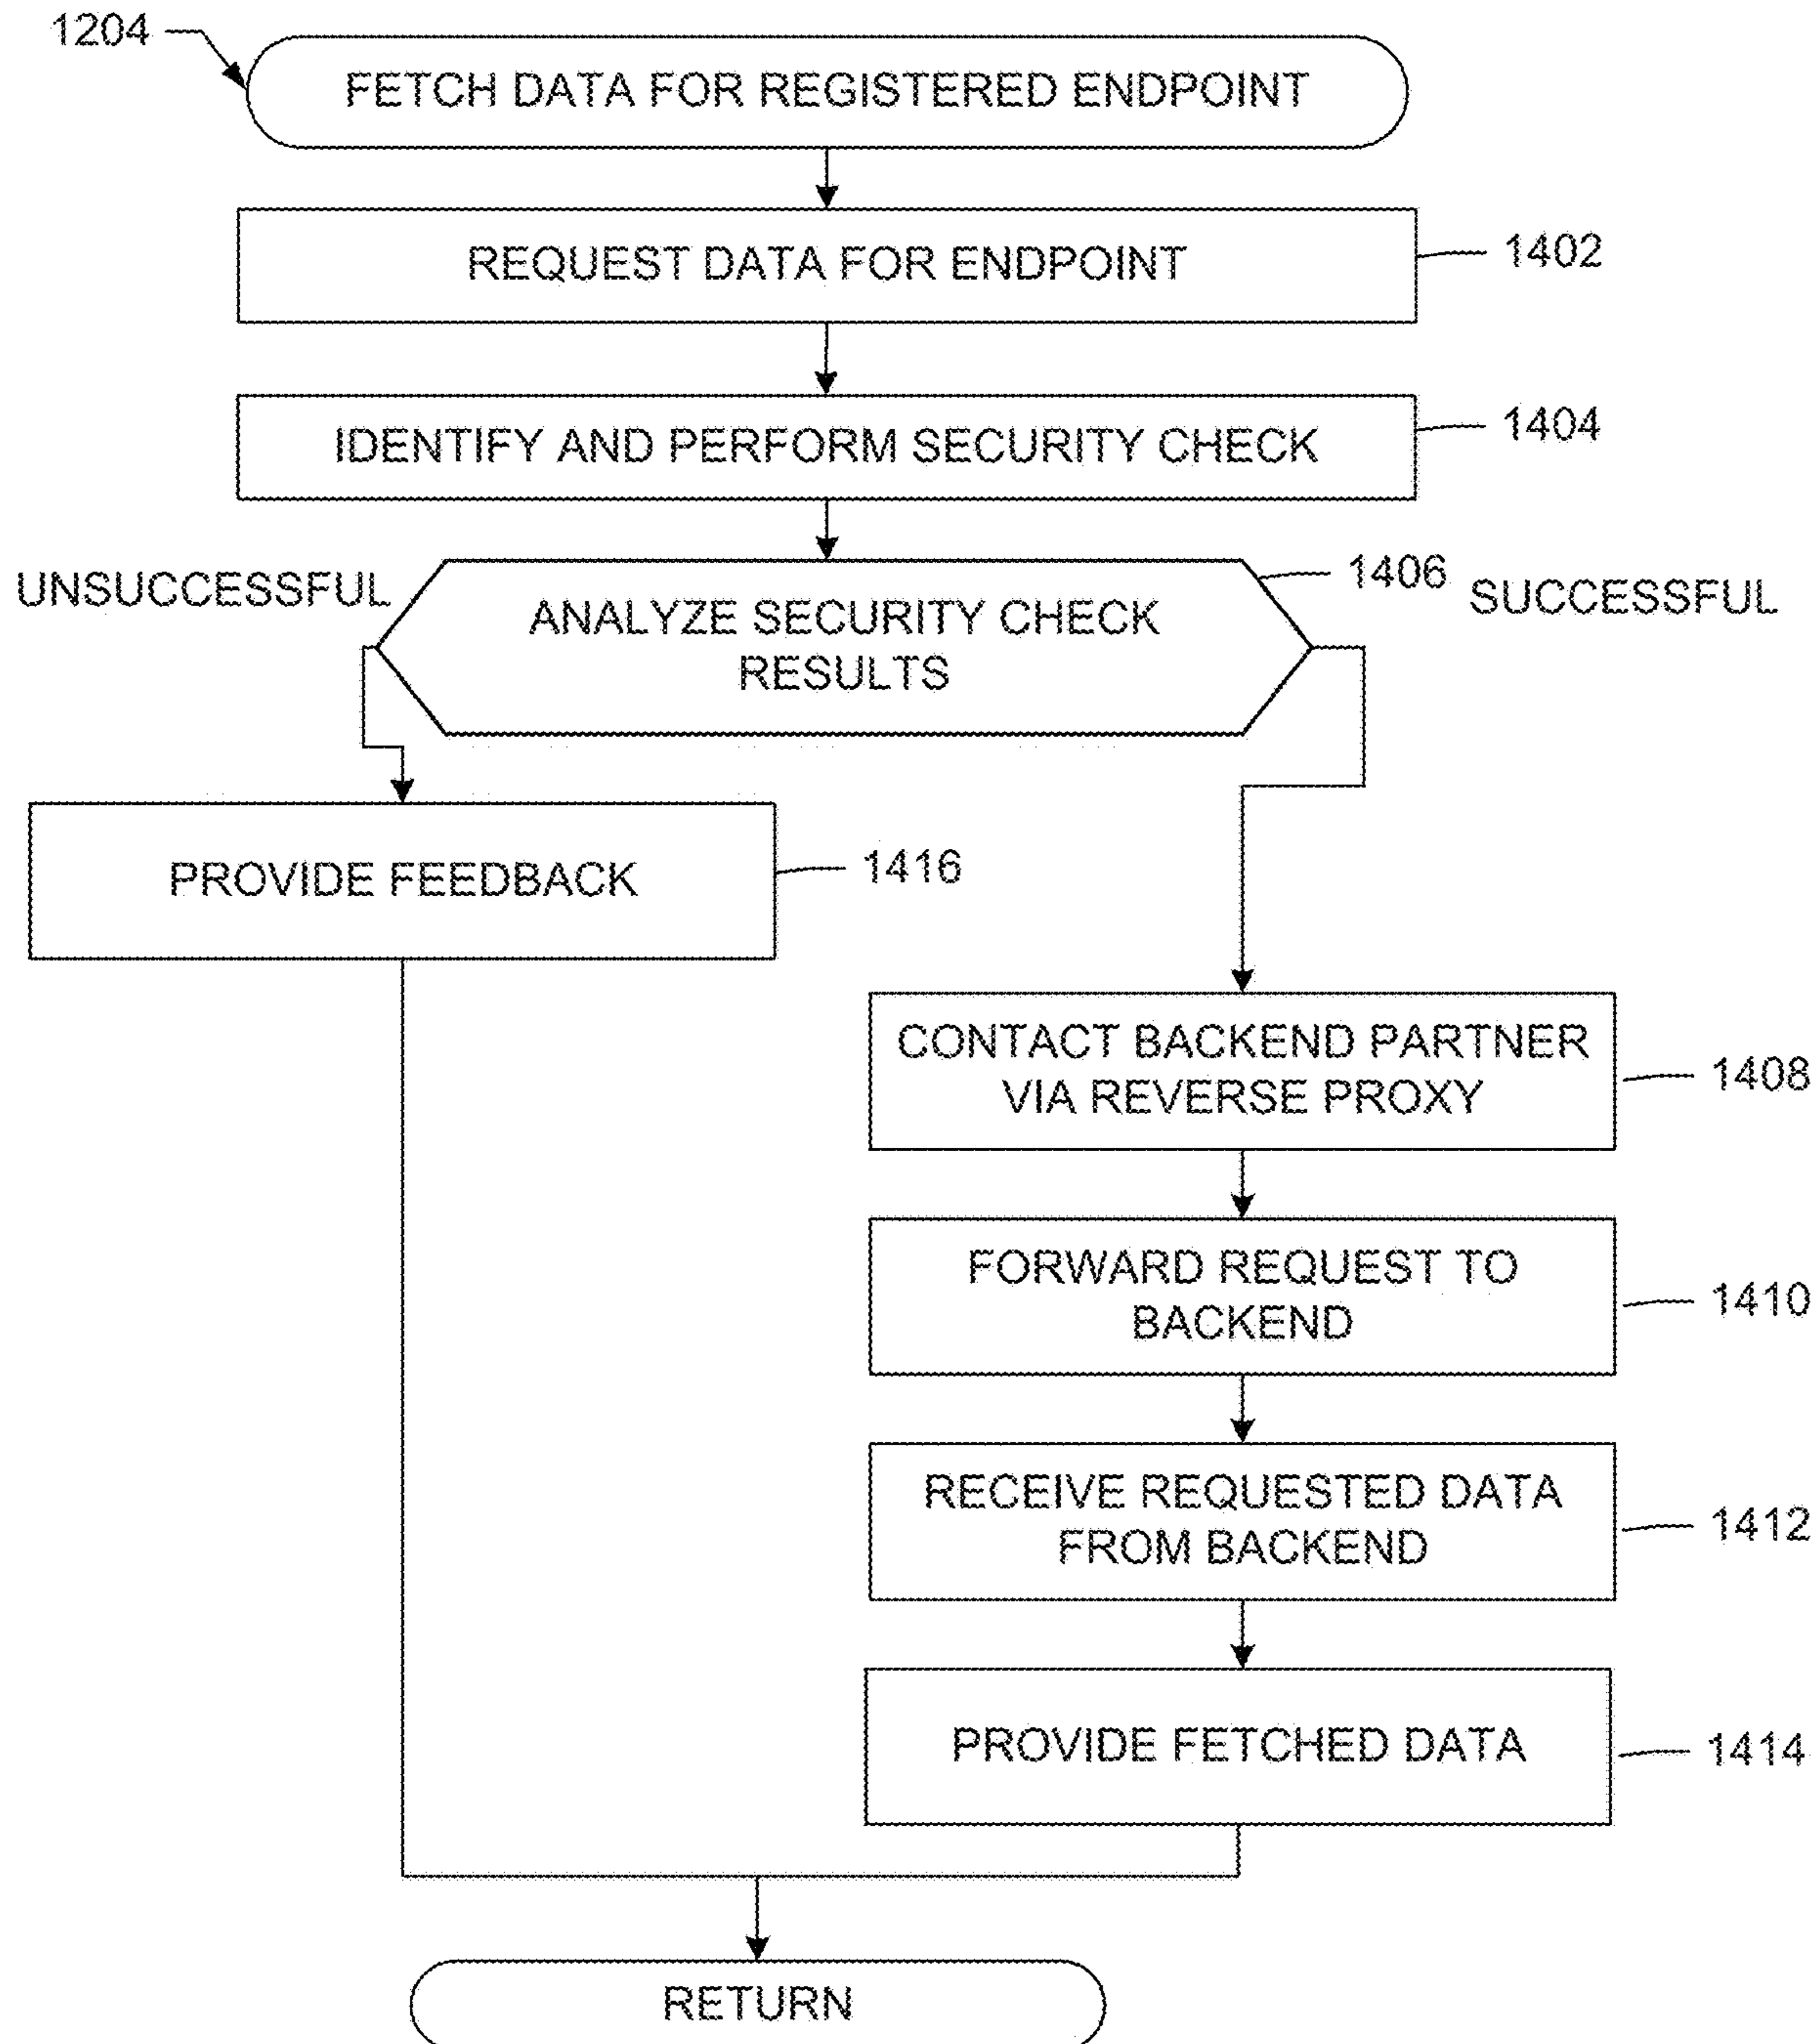 1204
FETCH DATA FOR REGISTERED ENDPOINT
REQUEST DATA FOR ENDPOINT
1402
IDENTIFY AND PERFORM SECURITY CHECK
1404
UNSUCCESSFUL
1406
SUCCESSFUL
ANALYZE SECURITY CHECK
RESULTS
PROVIDE FEEDBACK
1416
CONTACT BACKEND PARTNER
VIA REVERSE PROXY
1408
FORWARD REQUEST TO
BACKEND
1410
RECEIVE REQUESTED DATA
FROM BACKEND
1412
PROVIDE FETCHED DATA
1414
RETURN